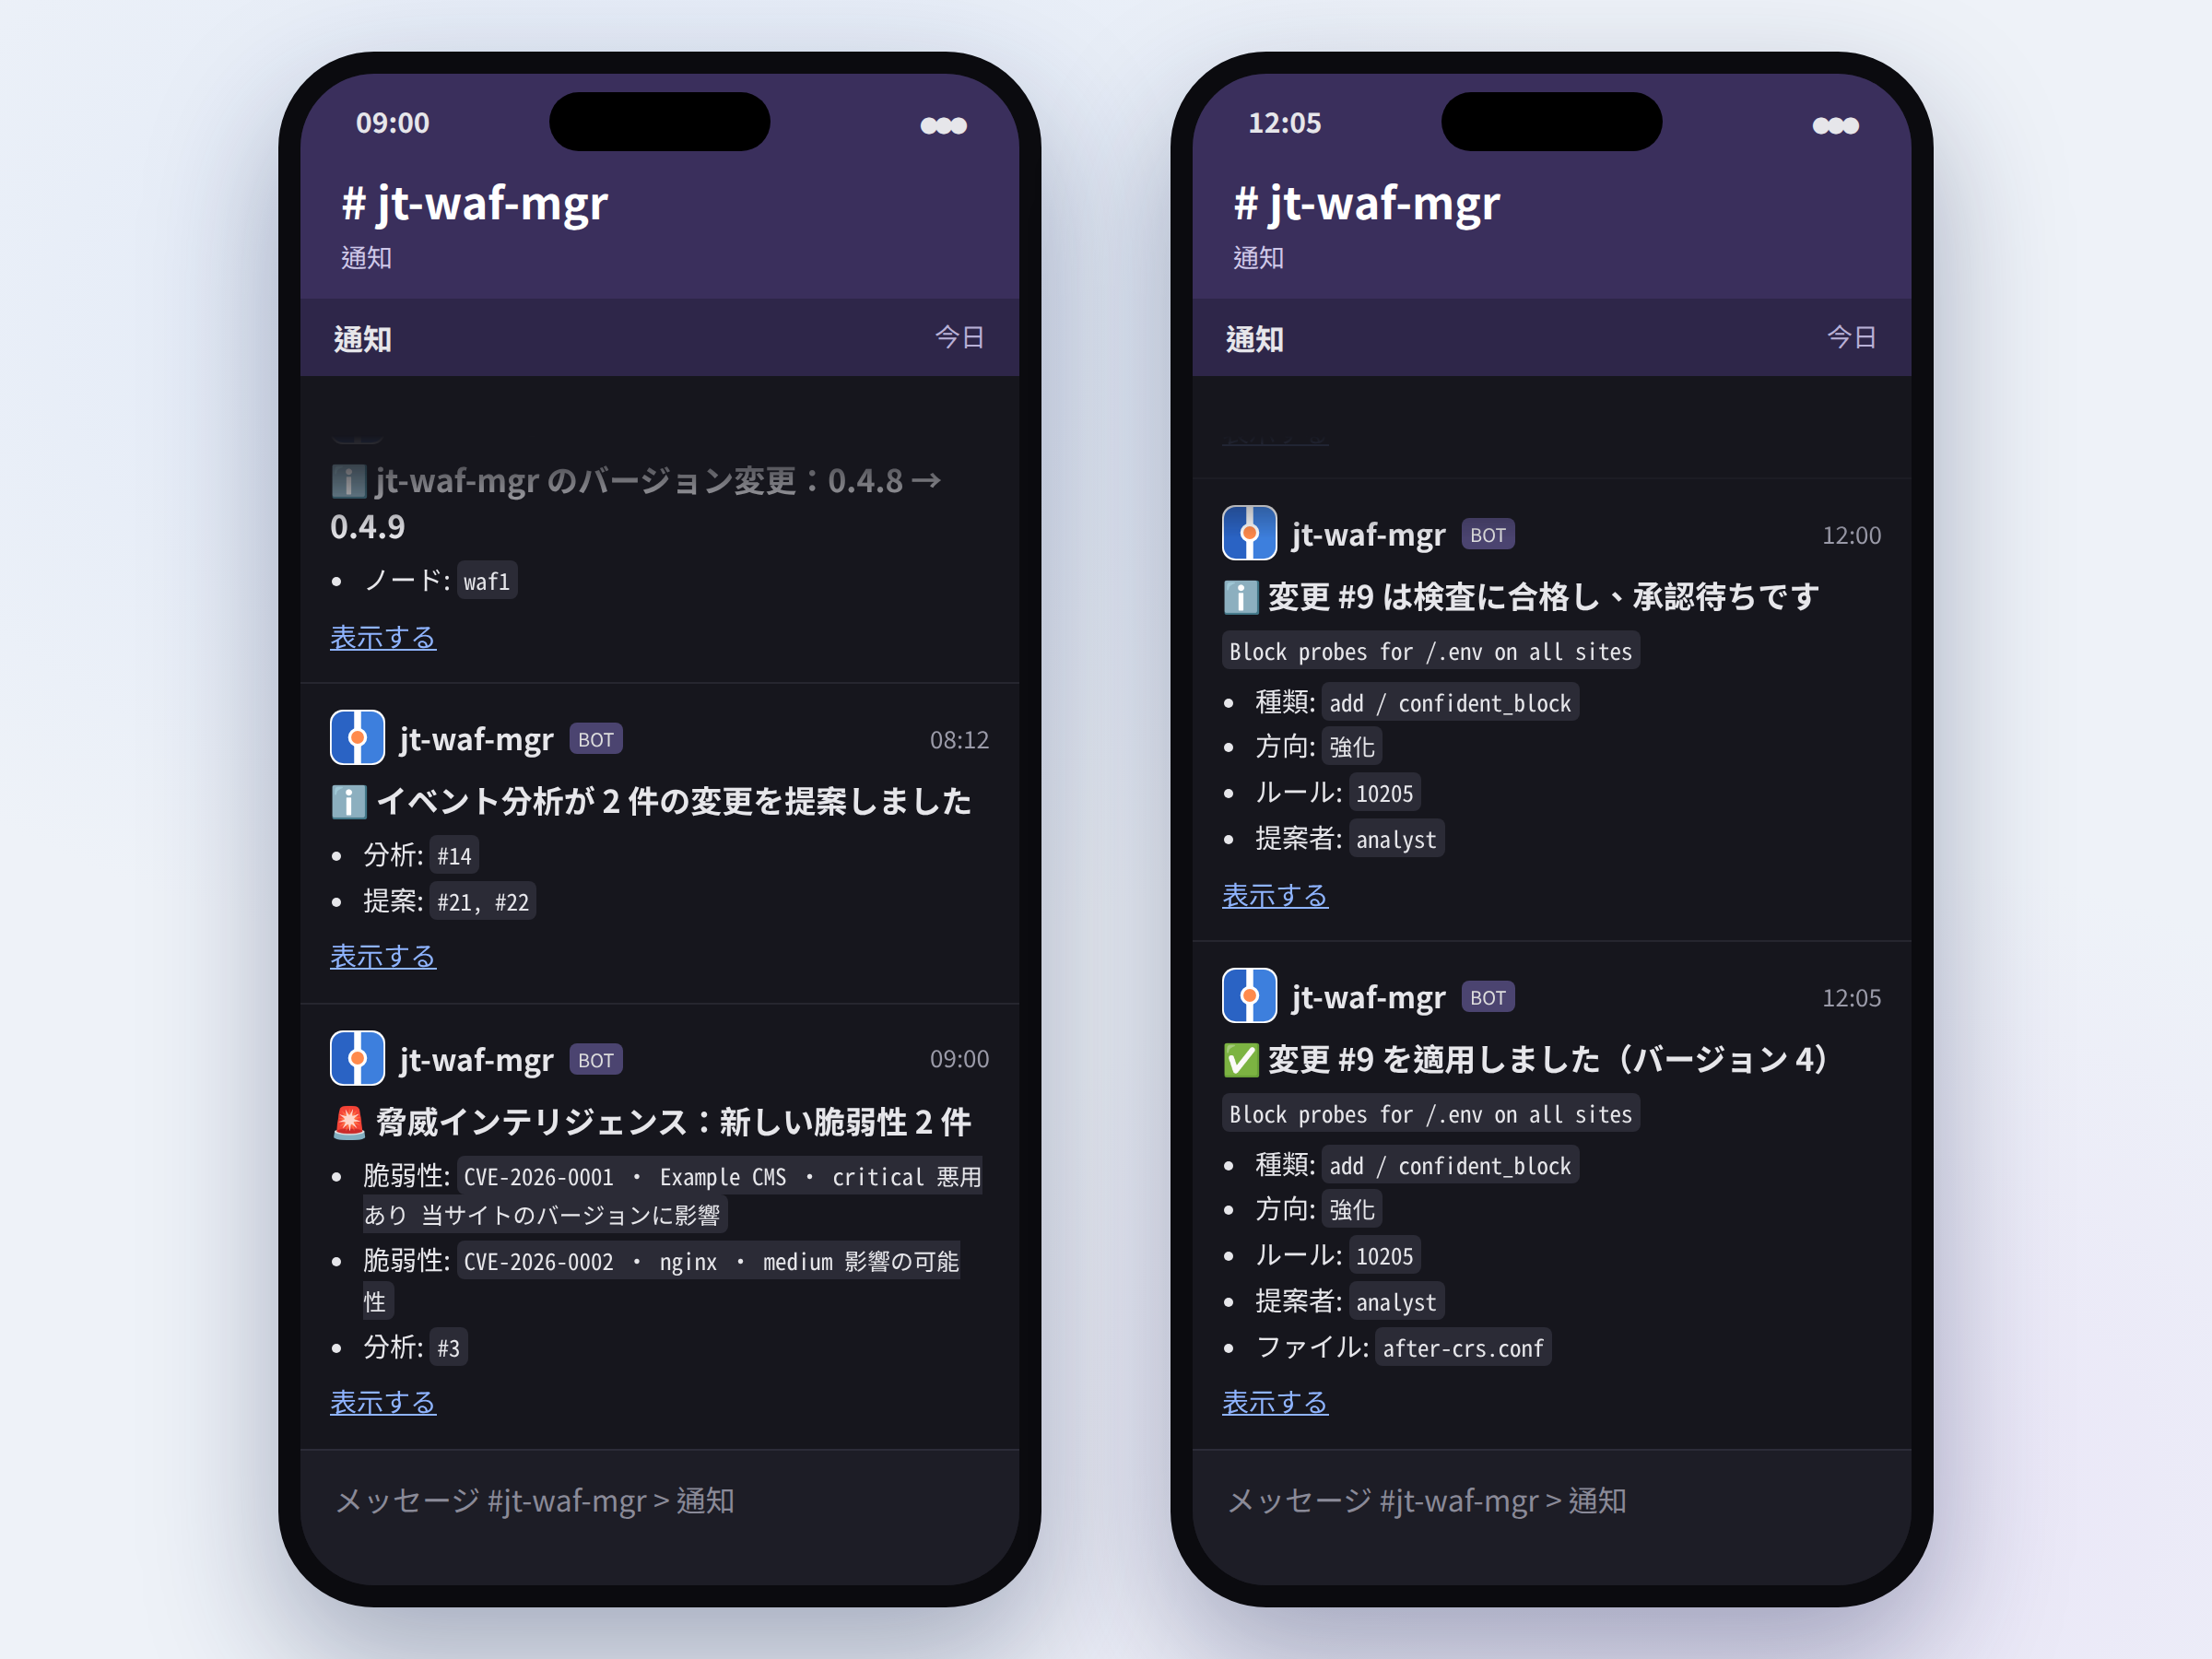 09:00
# jt-waf-mgr
通知
通知 今日
ℹ️ jt-waf-mgr のバージョン変更：0.4.8 →
0.4.9
• ノード: waf1
表示する
jt-waf-mgr BOT 08:12
ℹ️ イベント分析が 2 件の変更を提案しました
• 分析: #14
• 提案: #21, #22
表示する
jt-waf-mgr BOT 09:00
🚨 脅威インテリジェンス：新しい脆弱性 2 件
• 脆弱性: CVE-2026-0001 · Example CMS · critical 悪用
あり 当サイトのバージョンに影響
• 脆弱性: CVE-2026-0002 · nginx · medium 影響の可能
性
• 分析: #3
表示する
メッセージ #jt-waf-mgr > 通知
12:05
# jt-waf-mgr
通知
通知 今日
表示する
jt-waf-mgr BOT 12:00
ℹ️ 変更 #9 は検査に合格し、承認待ちです
Block probes for /.env on all sites
• 種類: add / confident_block
• 方向: 強化
• ルール: 10205
• 提案者: analyst
表示する
jt-waf-mgr BOT 12:05
✅ 変更 #9 を適用しました（バージョン 4）
Block probes for /.env on all sites
• 種類: add / confident_block
• 方向: 強化
• ルール: 10205
• 提案者: analyst
• ファイル: after-crs.conf
表示する
メッセージ #jt-waf-mgr > 通知